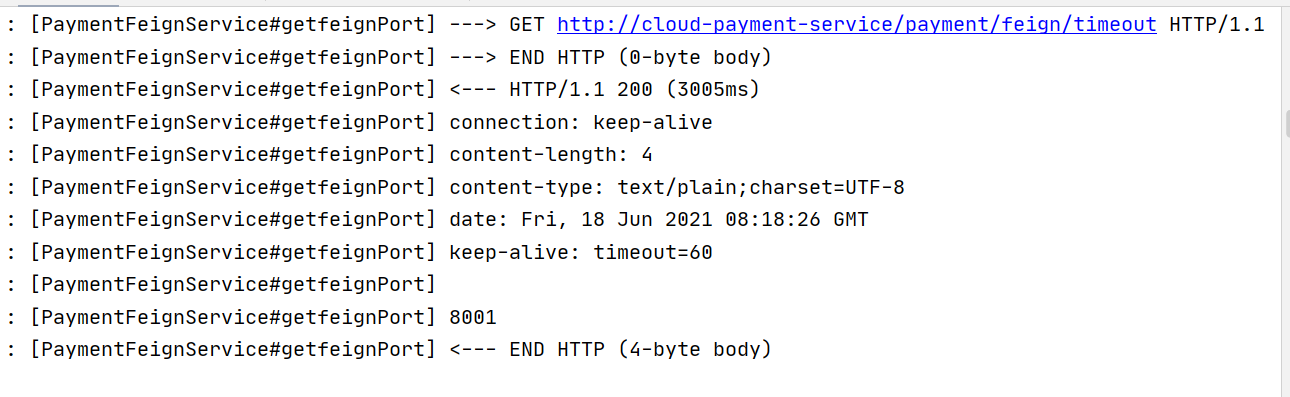 : [PaymentFeignService#getfeignPort] ---> GET http://cloud-payment-service/payment/feign/timeout HTTP/1.1
: [PaymentFeignService#getfeignPort] ---> END HTTP (0-byte body)
: [PaymentFeignService#getfeignPort] <--- HTTP/1.1 200 (3005ms)
: [PaymentFeignService#getfeignPort] connection: keep-alive
: [PaymentFeignService#getfeignPort] content-length: 4
: [PaymentFeignService#getfeignPort] content-type: text/plain;charset=UTF-8
: [PaymentFeignService#getfeignPort] date: Fri, 18 Jun 2021 08:18:26 GMT
: [PaymentFeignService#getfeignPort] keep-alive: timeout=60
: [PaymentFeignService#getfeignPort]
: [PaymentFeignService#getfeignPort] 8001
: [PaymentFeignService#getfeignPort] <--- END HTTP (4-byte body)